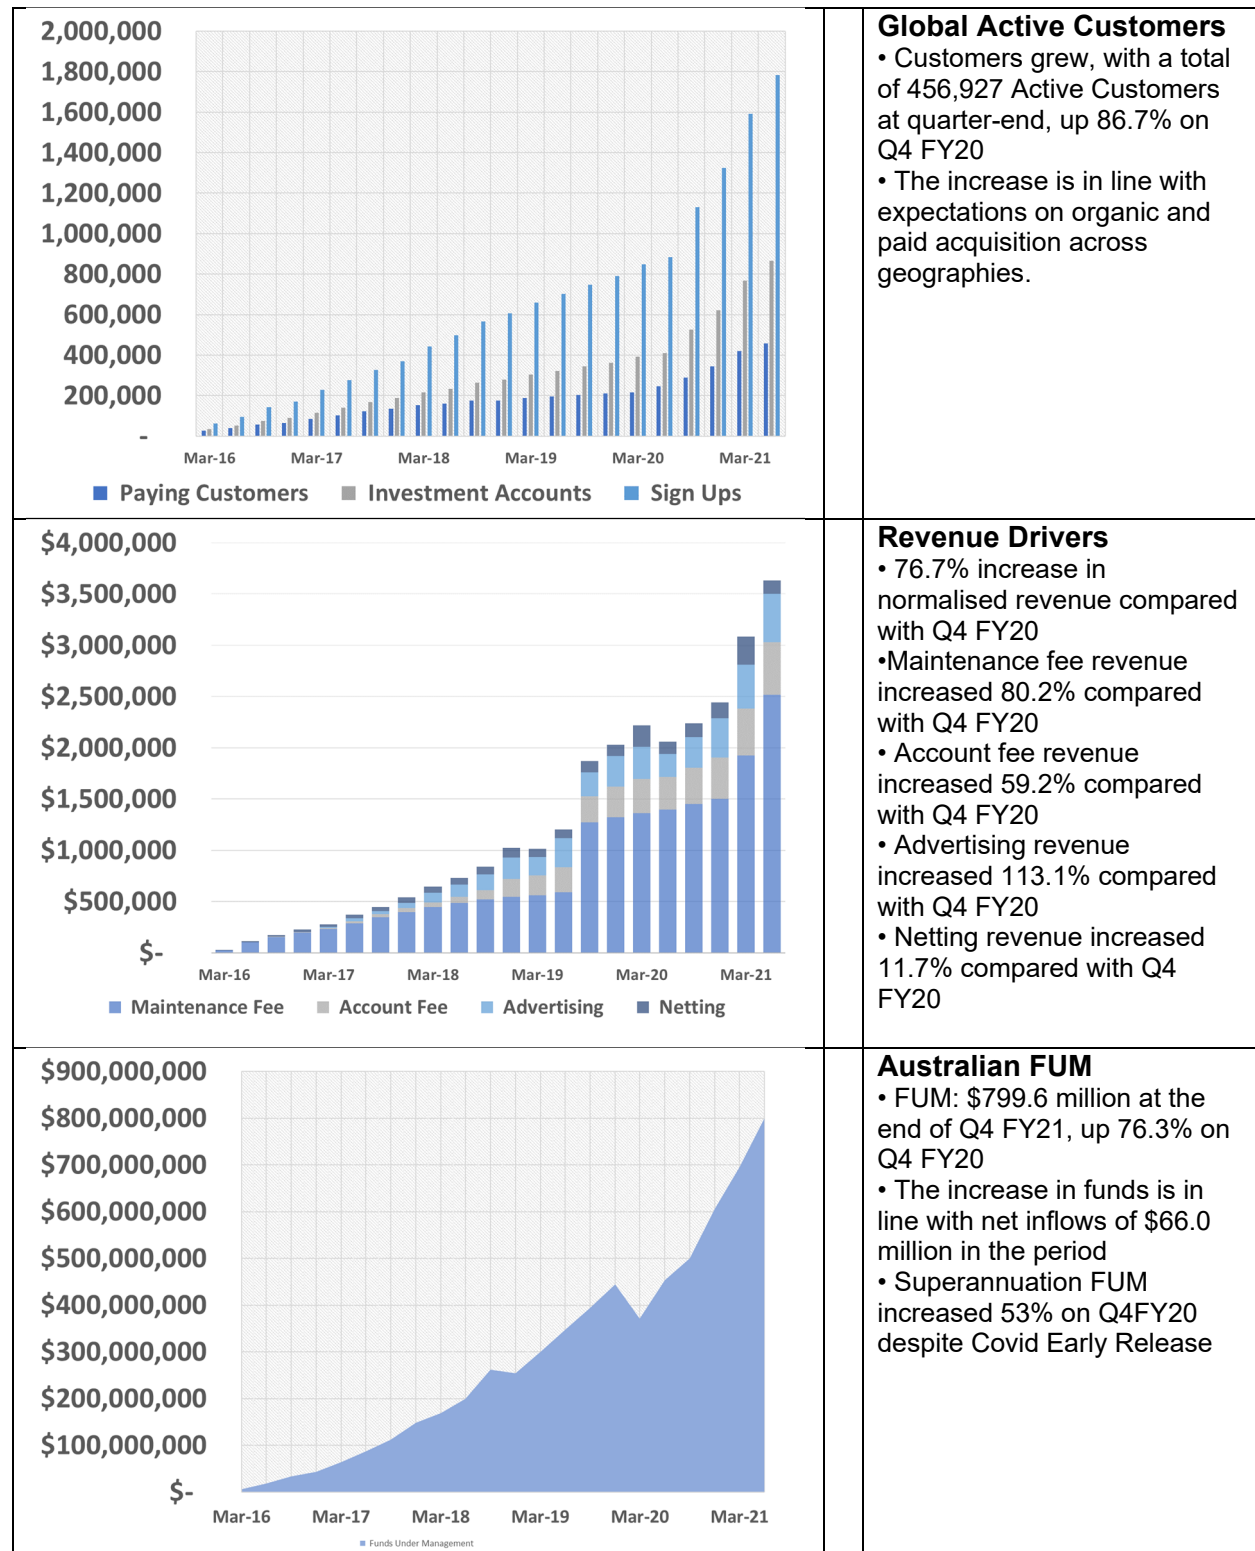 2,000,000
1,800,000
1,600,000
1,400,000
1,200,000
1,000,000
800,000
600,000
400,000
200,000
-
Mar-16 Mar-17 Mar-18 Mar-19 Mar-20 Mar-21
Paying Customers Investment Accounts Sign Ups
Global Active Customers
• Customers grew, with a total
of 456,927 Active Customers
at quarter-end, up 86.7% on
Q4 FY20
• The increase is in line with
expectations on organic and
paid acquisition across
geographies.
$4,000,000
$3,500,000
$3,000,000
$2,500,000
$2,000,000
$1,500,000
$1,000,000
$500,000
$-
Mar-16 Mar-17 Mar-18 Mar-19 Mar-20 Mar-21
Maintenance Fee Account Fee Advertising Netting
Revenue Drivers
• 76.7% increase in
normalised revenue compared
with Q4 FY20
•Maintenance fee revenue
increased 80.2% compared
with Q4 FY20
• Account fee revenue
increased 59.2% compared
with Q4 FY20
• Advertising revenue
increased 113.1% compared
with Q4 FY20
• Netting revenue increased
11.7% compared with Q4
FY20
$900,000,000
$800,000,000
$700,000,000
$600,000,000
$500,000,000
$400,000,000
$300,000,000
$200,000,000
$100,000,000
$-
Mar-16 Mar-17 Mar-18 Mar-19 Mar-20 Mar-21
Funds Under Management
Australian FUM
• FUM: $799.6 million at the
end of Q4 FY21, up 76.3% on
Q4 FY20
• The increase in funds is in
line with net inflows of $66.0
million in the period
• Superannuation FUM
increased 53% on Q4FY20
despite Covid Early Release